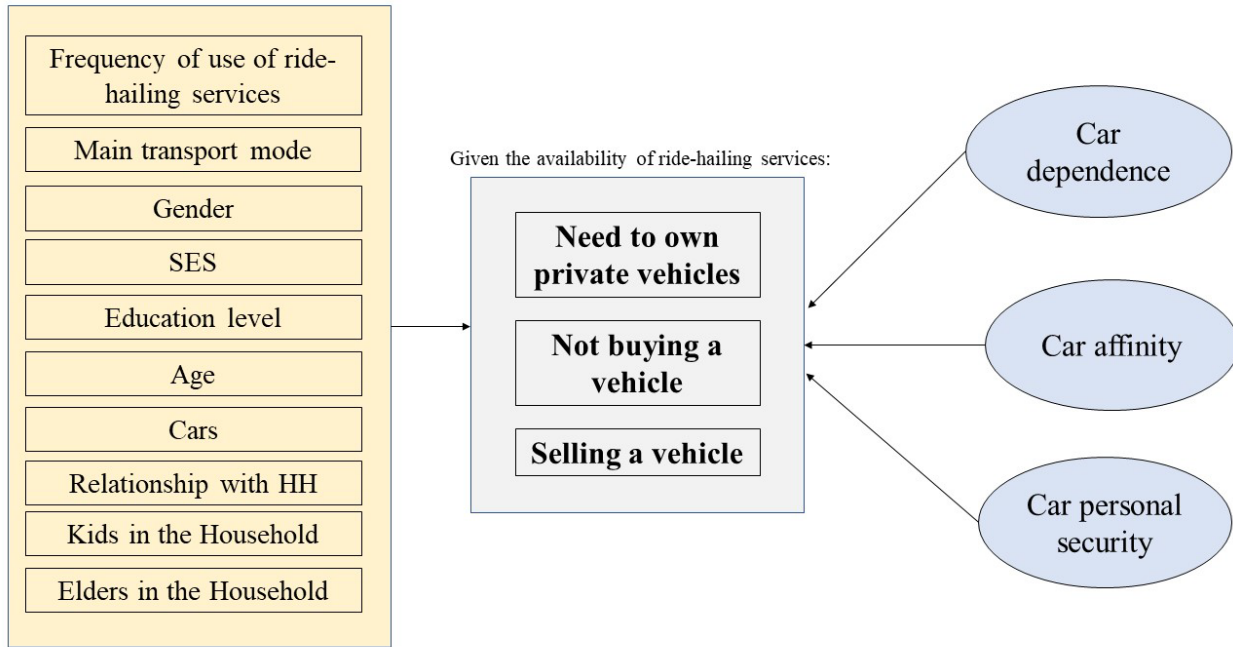 Frequency of use of ride-
hailing services
Main transport mode
Gender
SES
Education level
Age
Cars
Relationship with HH
Kids in the Household
Elders in the Household
Given the availability of ride-hailing services:
Need to own
private vehicles
Not buying a
vehicle
Selling a vehicle
Car
dependence
Car affinity
Car personal
security